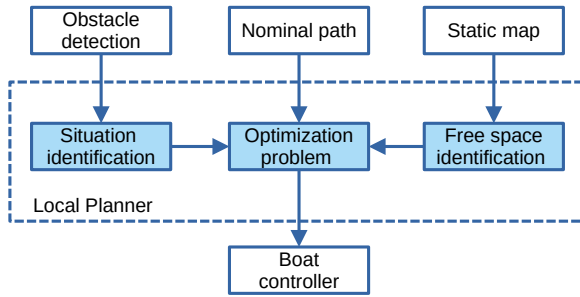 Obstacle
detection
Nominal path
Static map
Situation
identification
Optimization
problem
Free space
identification
Local Planner
Boat
controller